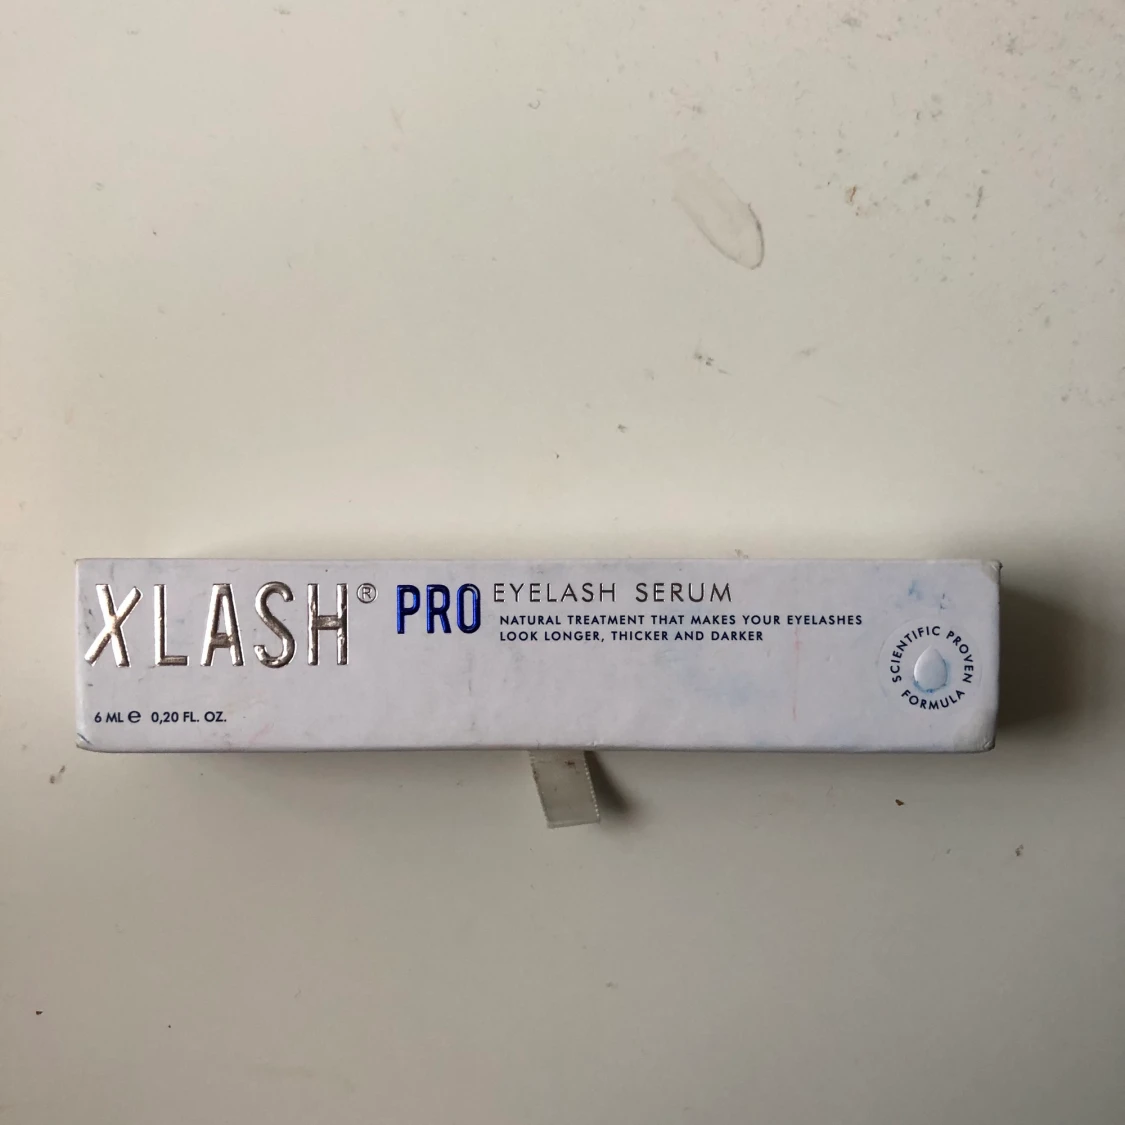 XLASH® PRO EYELASH SERUM
NATURAL TREATMENT THAT MAKES YOUR EYELASHES
LOOK LONGER, THICKER AND DARKER
SCIENTIFIC PROVEN
FORMULA
6 ML ℮ 0,20 FL. OZ.